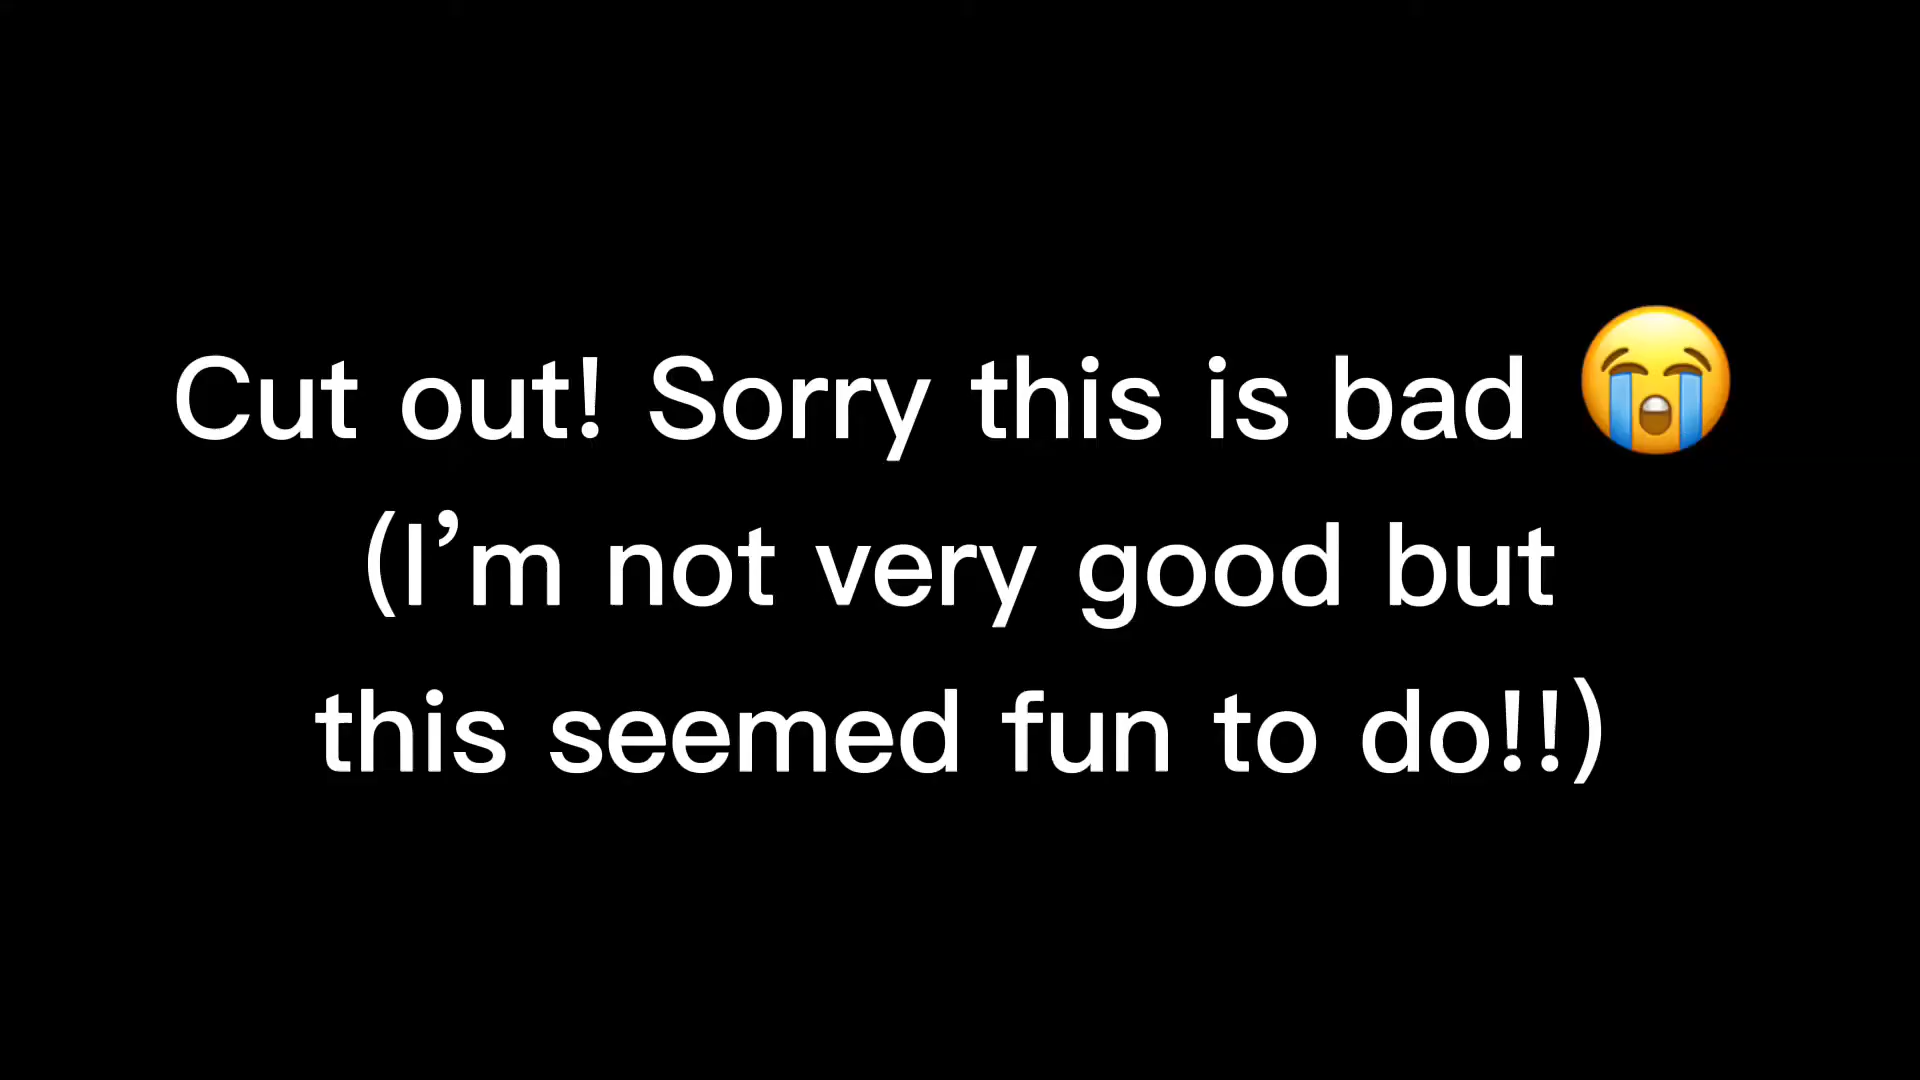 Cut out! Sorry this is bad 😭
(I’m not very good but
this seemed fun to do!!)